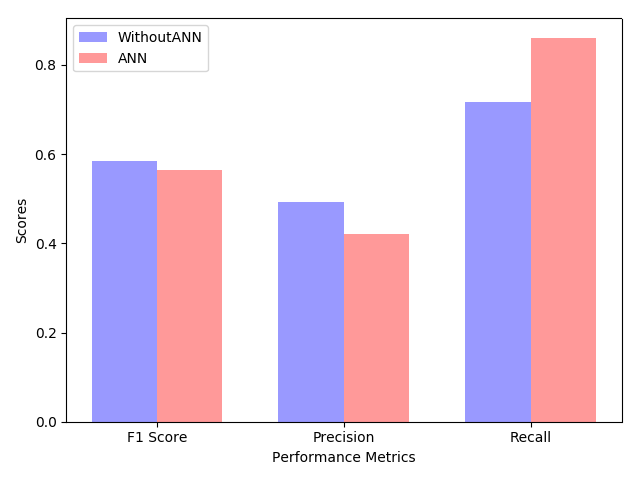 WithoutANN
ANN
Scores
0.8
0.6
0.4
0.2
0.0
F1 Score
Precision
Recall
Performance Metrics